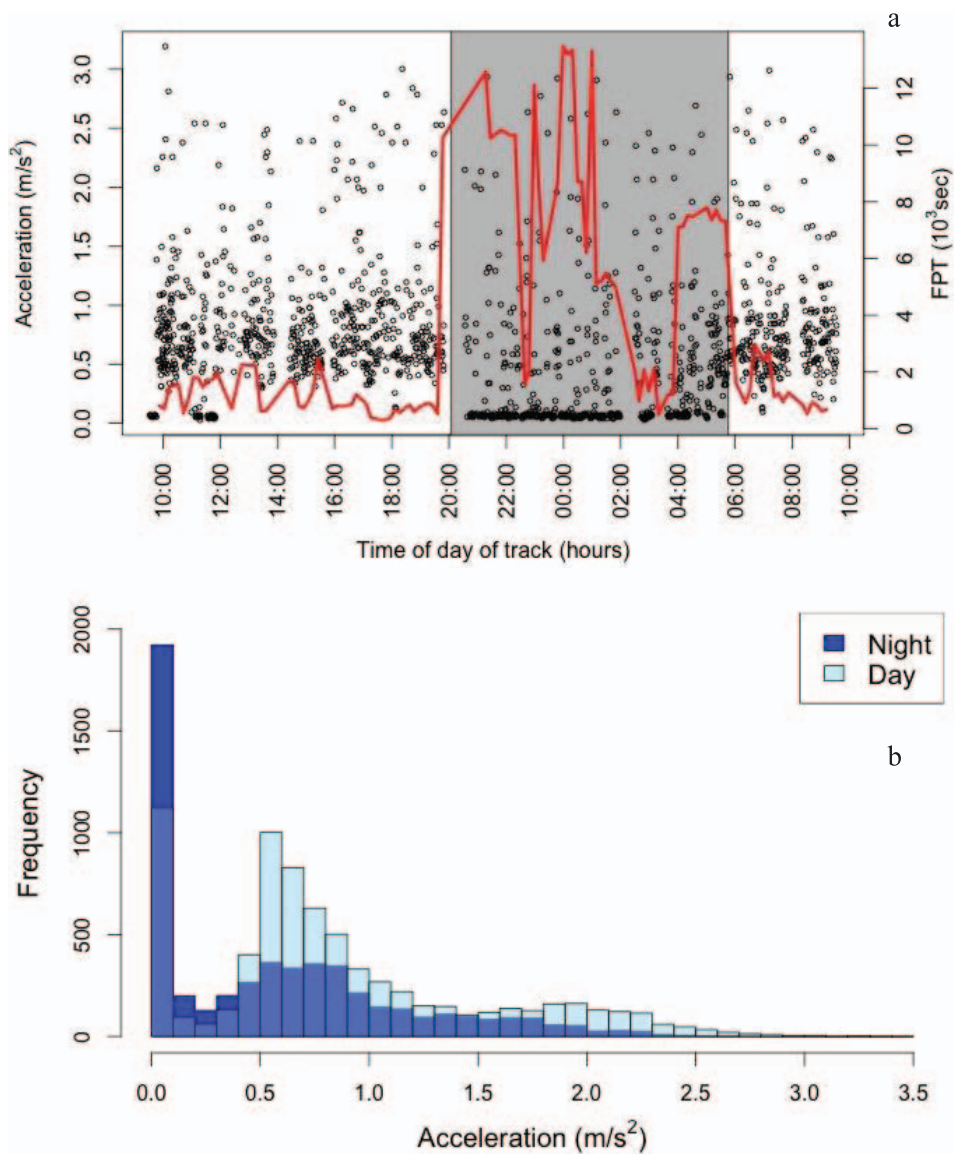 a
Acceleration (m/s²)
3.0
2.5
2.0
1.5
1.0
0.5
0.0
FPT (10³sec)
12
10
8
6
4
2
0
10:00 12:00 14:00 16:00 18:00 20:00 22:00 00:00 02:00 04:00 06:00 08:00 10:00
Time of day of track (hours)
Night
Day
b
Frequency
2000
1500
1000
500
0
0.0 0.5 1.0 1.5 2.0 2.5 3.0 3.5
Acceleration (m/s²)